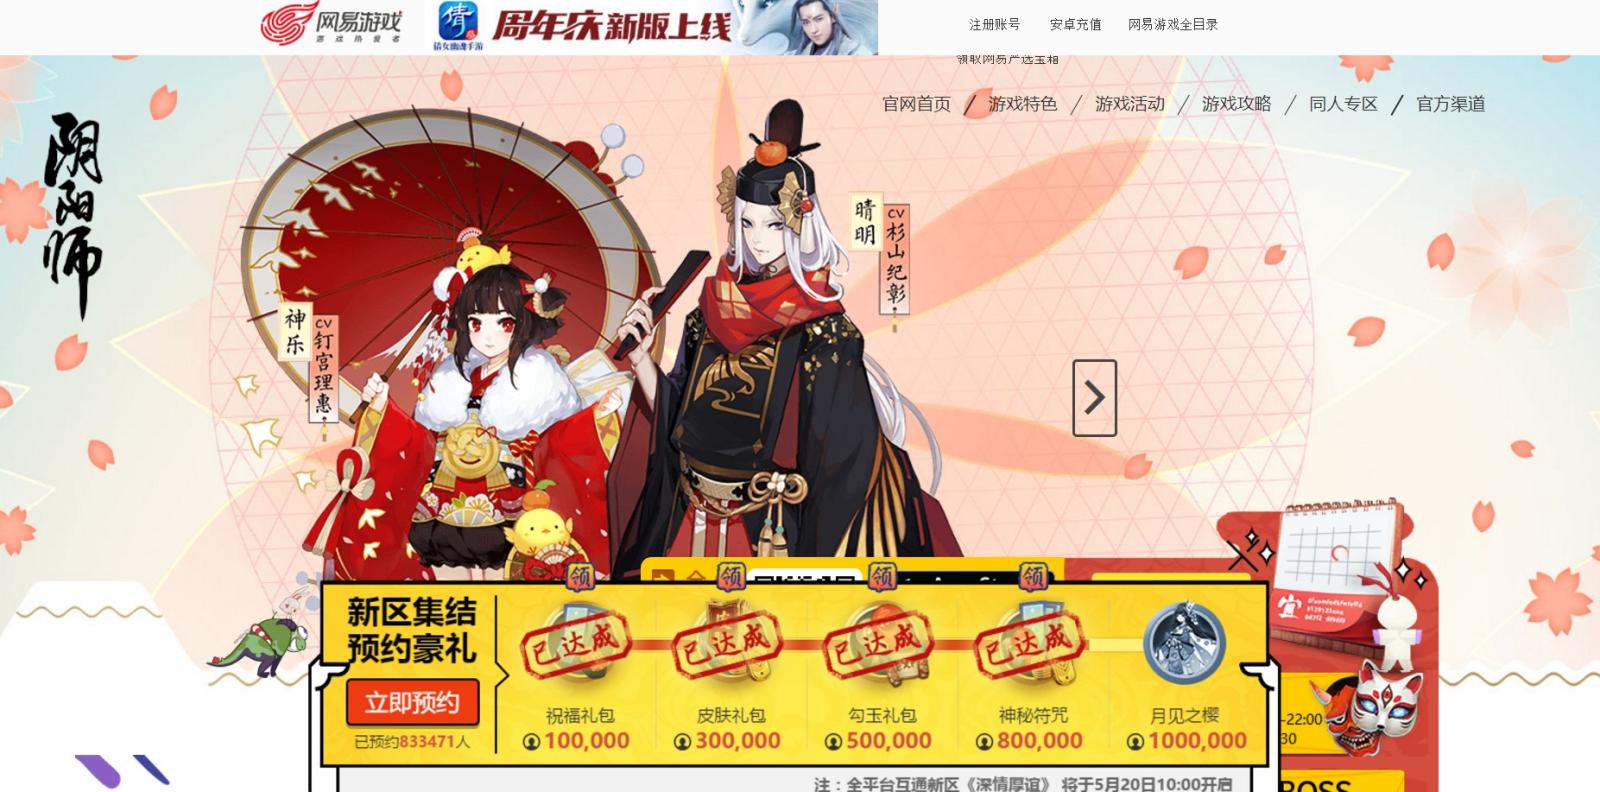 网易游戏
游戏热爱者
倩
倩女幽魂手游
周年庆新版上线
注册账号
安卓充值
网易游戏全目录
领取网易严选宝箱
官网首页
游戏特色
游戏活动
游戏攻略
同人专区
官方渠道
阴阳师
晴明
CV杉山纪彰
神乐
CV钉宫理惠
领
领
领
领
新区集结
预约豪礼
立即预约
已预约833471人
已达成
已达成
已达成
已达成
祝福礼包
皮肤礼包
勾玉礼包
神秘符咒
月见之樱
100,000
300,000
500,000
800,000
1000,000
宜
-22:00
30
BOSS
注：全平台互通新区《深情厚谊》 将于5月20日10:00开启